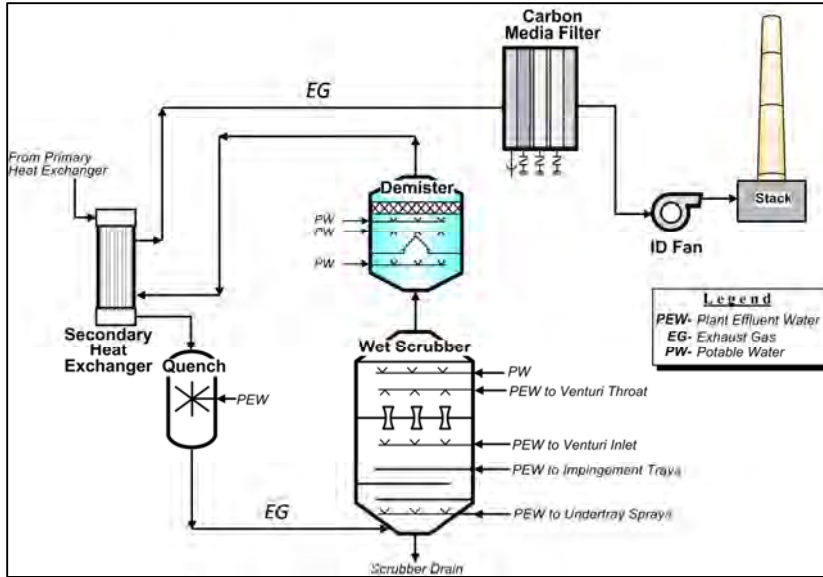 Carbon
Media Filter
EG
From Primary
Heat Exchanger
Demister
PW
PW
PW
Stack
ID Fan
Legend
PEW- Plant Effluent Water
EG- Exhaust Gas
PW- Potable Water
Secondary
Heat
Exchanger
Quench
PEW
Wet Scrubber
PW
PEW to Venturi Throat
PEW to Venturi Inlet
PEW to Impingement Traya
PEW to Undertray Spraya
EG
Scrubber Drain